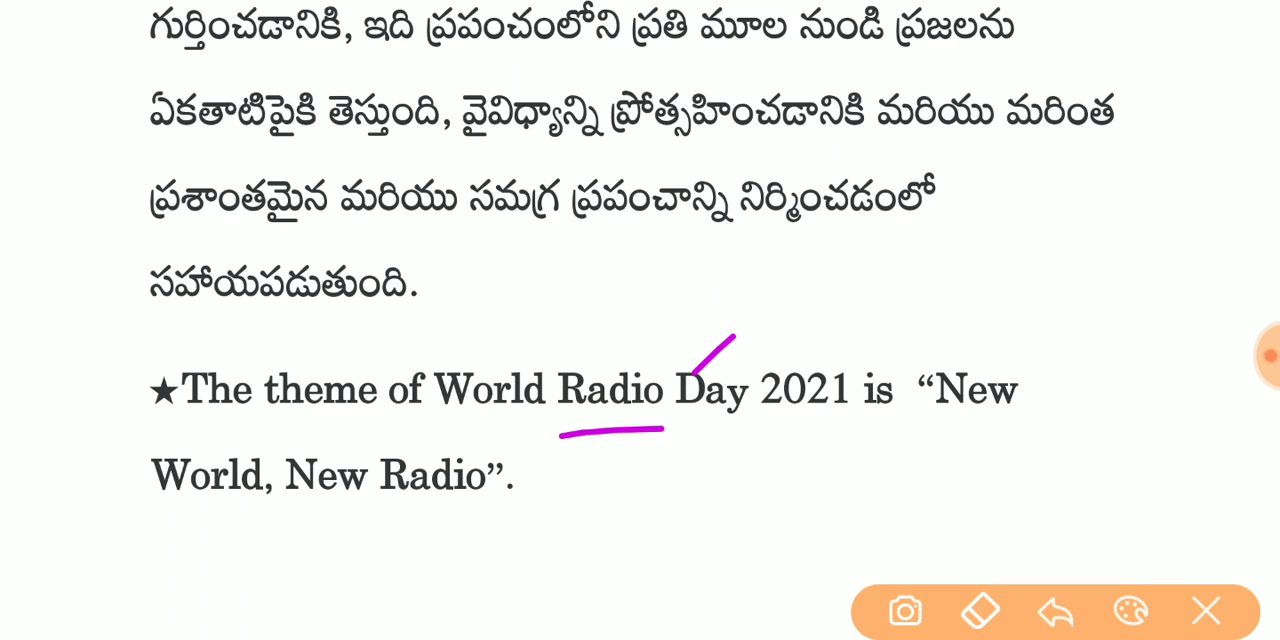 గుర్తించడానికి, ఇది ప్రపంచంలోని ప్రతి మూల నుండి ప్రజలను
ఏకతాటిపైకి తెస్తుంది, వైవిధ్యాన్ని ప్రోత్సహించడానికి మరియు మరింత
ప్రశాంతమైన మరియు సమగ్ర ప్రపంచాన్ని నిర్మించడంలో
సహాయపడుతుంది.
★The theme of World Radio Day 2021 is “New
World, New Radio”.